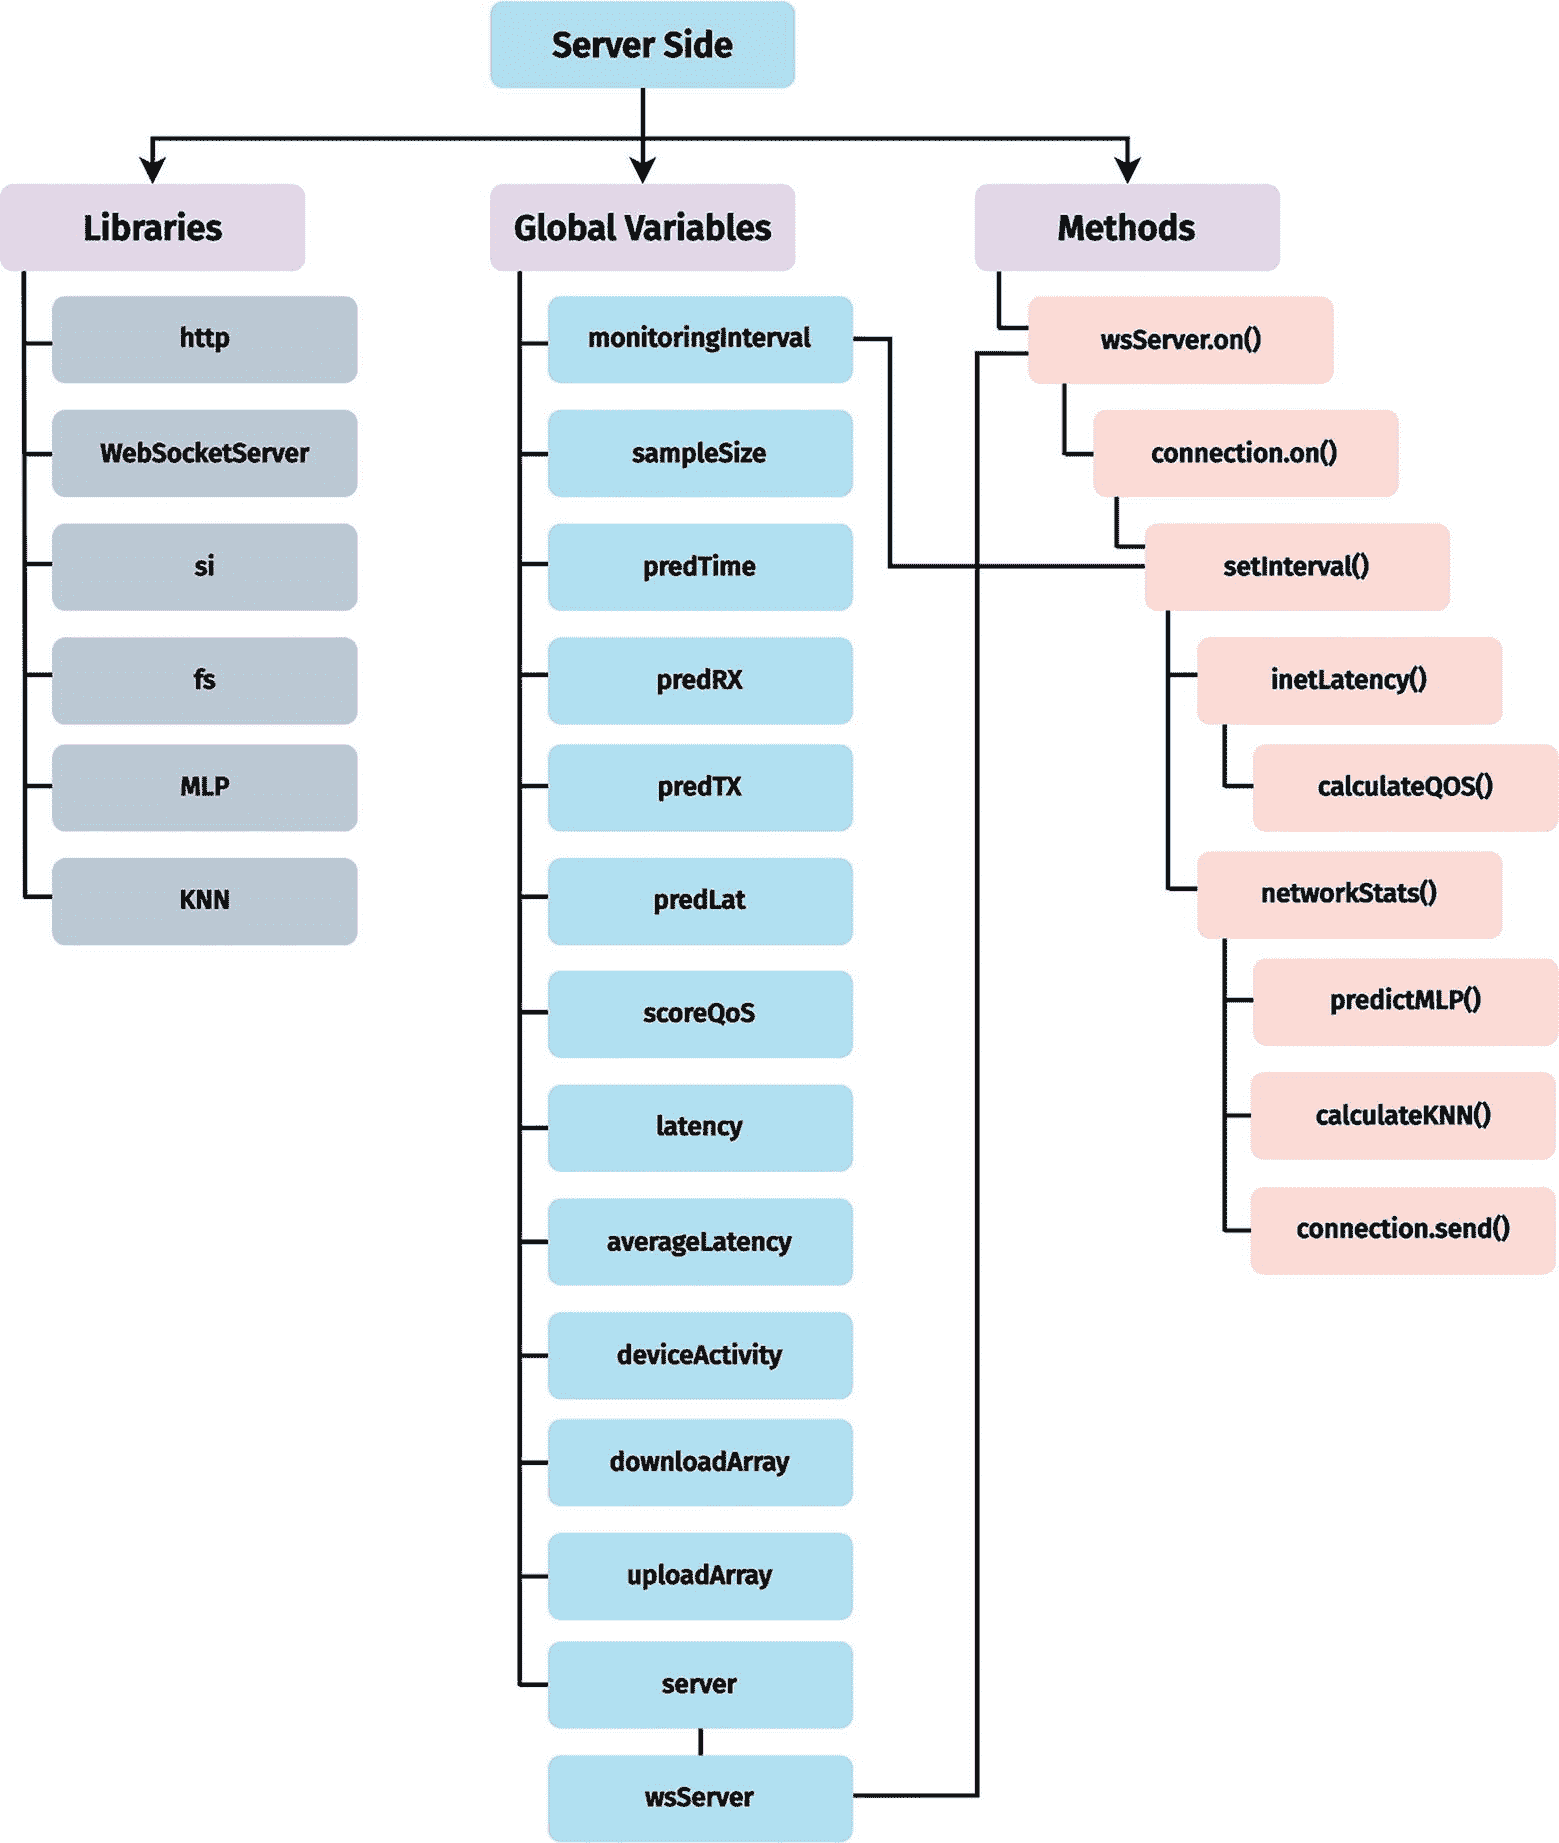 Server Side
Libraries
Global Variables
Methods
http
WebSocketServer
si
fs
MLP
KNN
monitoringInterval
sampleSize
predTime
predRX
predTX
predLat
scoreQoS
latency
averageLatency
deviceActivity
downloadArray
uploadArray
server
wsServer
wsServer.on()
connection.on()
setInterval()
inetLatency()
calculateQOS()
networkStats()
predictMLP()
calculateKNN()
connection.send()